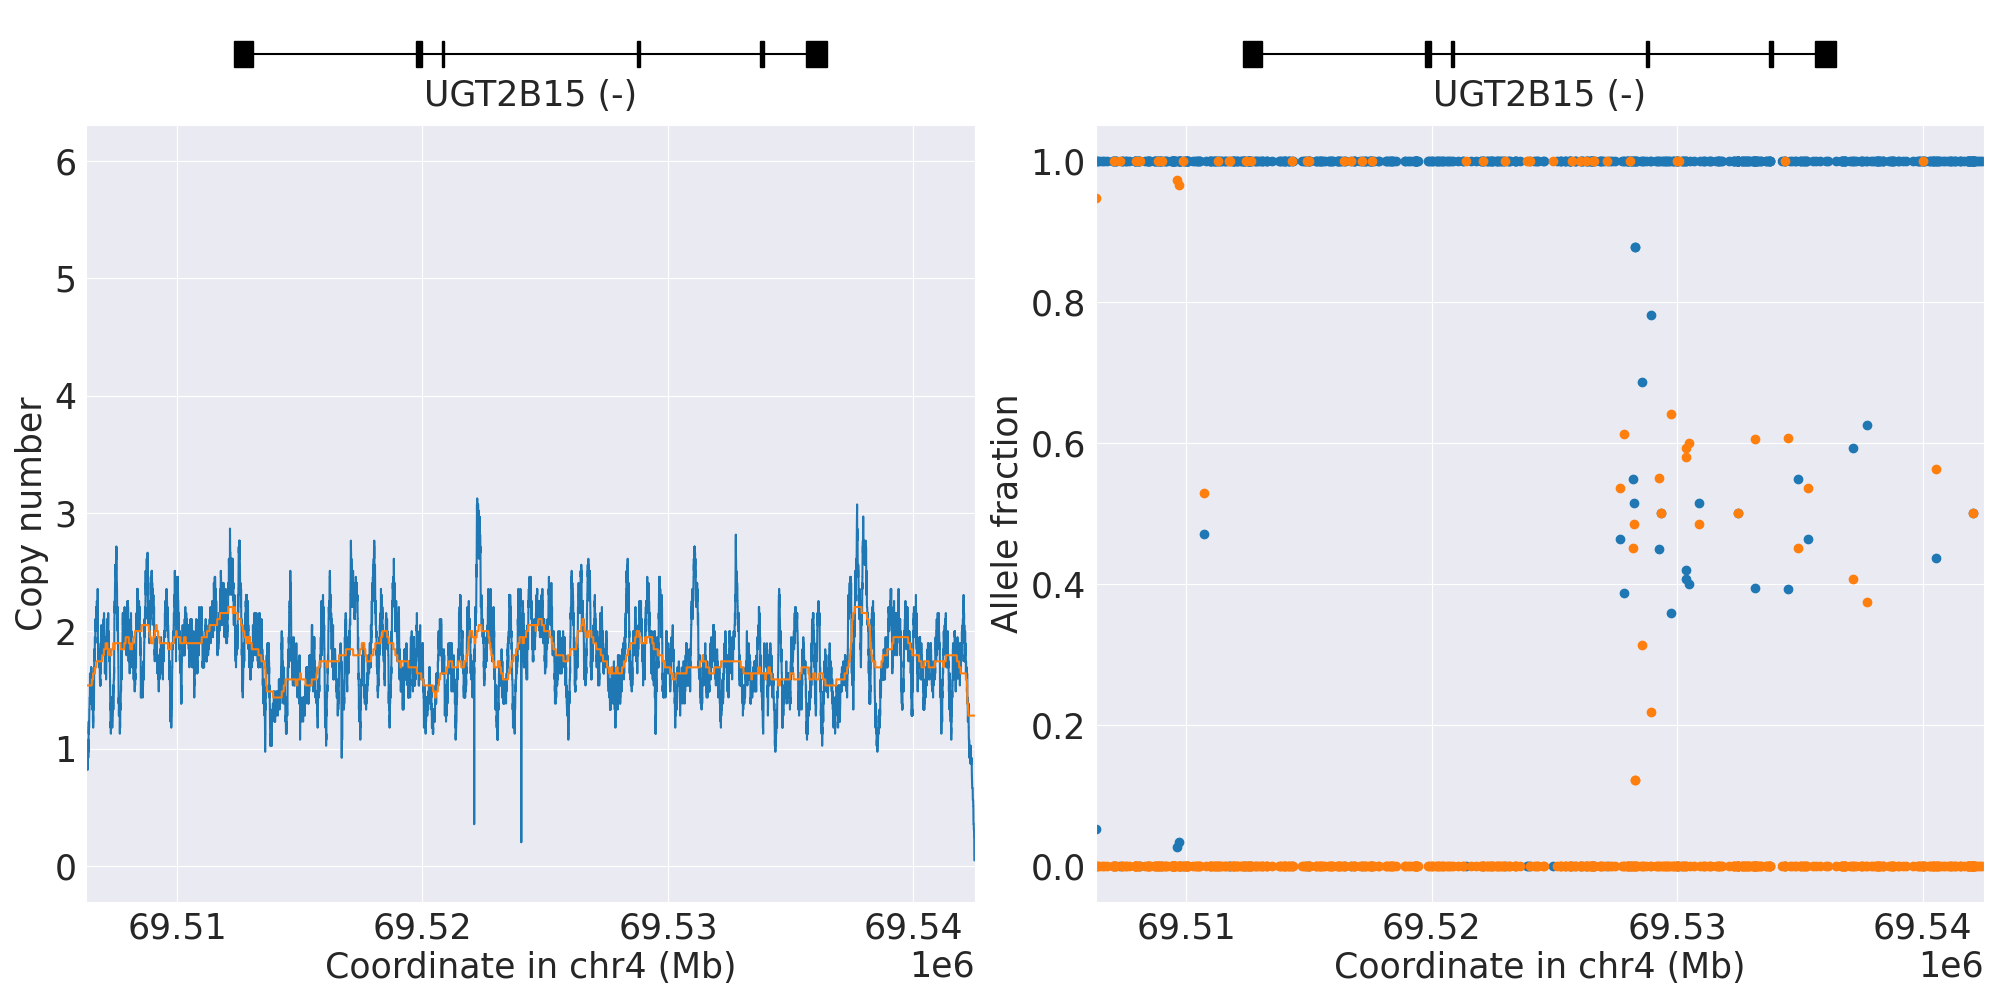 UGT2B15 (-)
UGT2B15 (-)
6
5
4
3
2
1
0
Copy number
69.51
69.52
69.53
69.54
Coordinate in chr4 (Mb)
1e6
1.0
0.8
0.6
0.4
0.2
0.0
Allele fraction
69.51
69.52
69.53
69.54
Coordinate in chr4 (Mb)
1e6